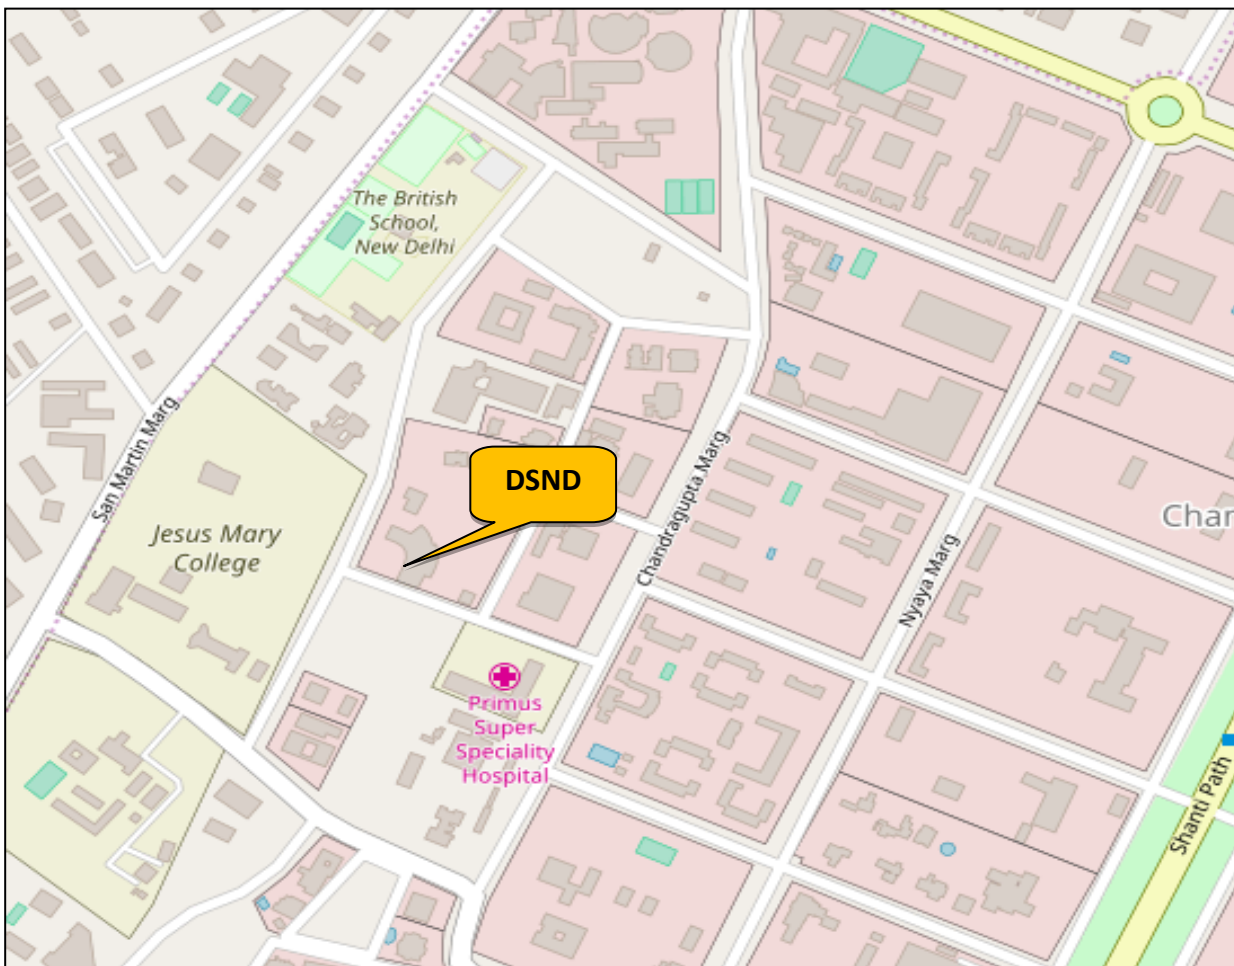 The British
School,
New Delhi
San Martin Marg
DSND
Chandragupta Marg
Jesus Mary
College
Char
Nyaya Marg
Primus
Super
Speciality
Hospital
Shanti Path